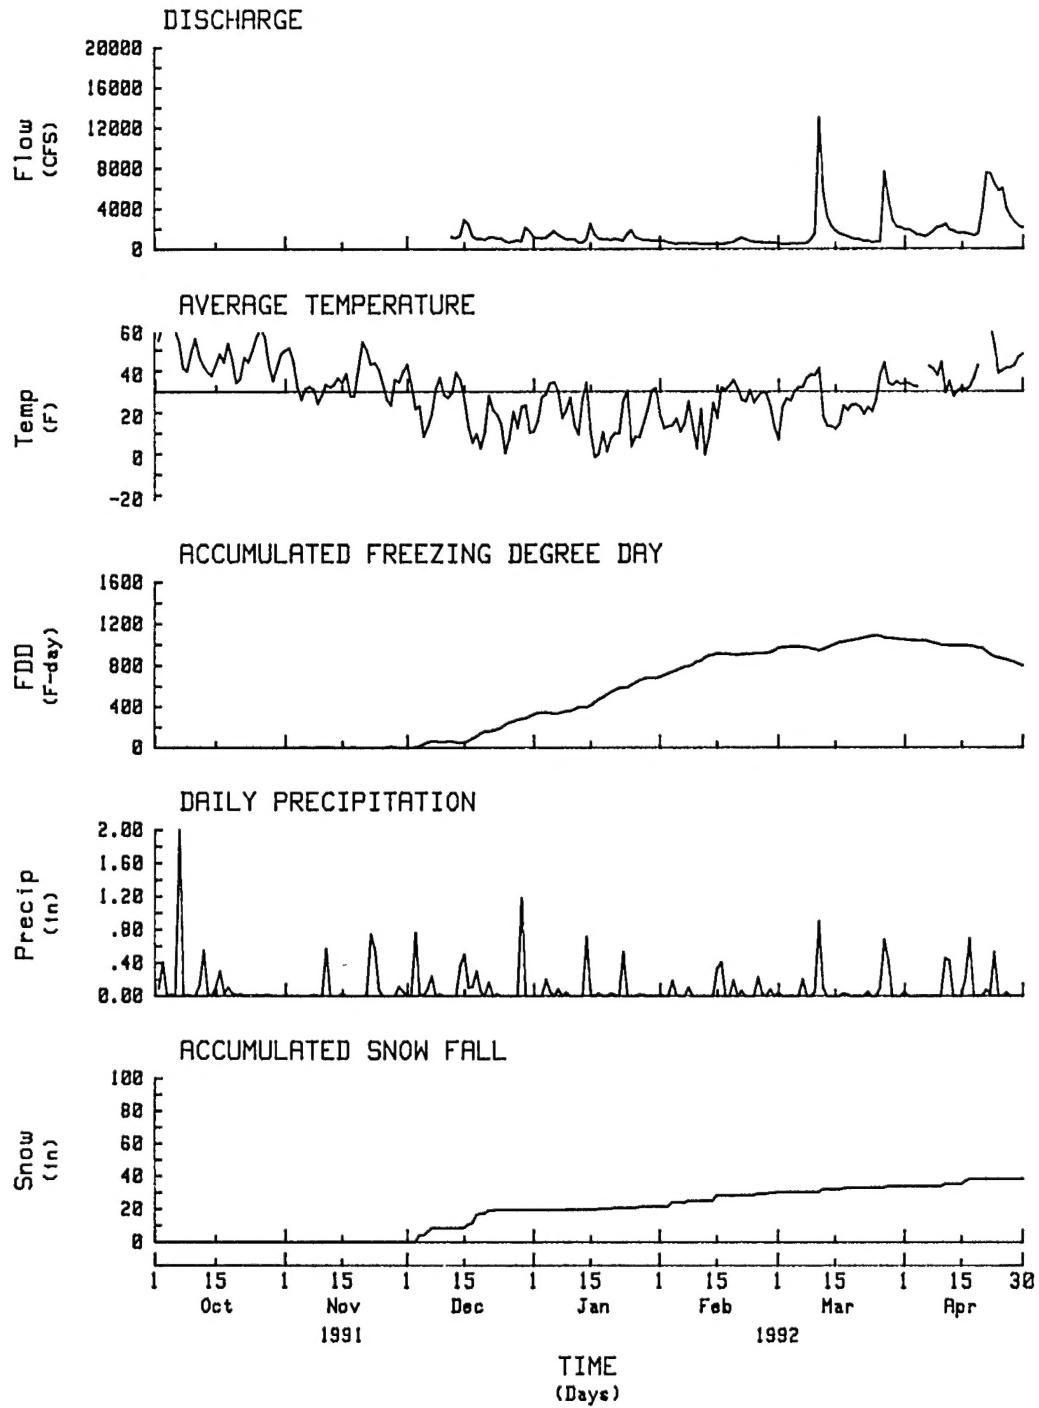 DISCHARGE
20000
16000
12000
8000
4000
0
Flow
(CFS)
AVERAGE TEMPERATURE
60
40
20
0
-20
Temp
(F)
ACCUMULATED FREEZING DEGREE DAY
1600
1200
800
400
0
FDD
(F-day)
DAILY PRECIPITATION
2.00
1.60
1.20
.80
.40
0.00
Precip
(in)
ACCUMULATED SNOW FALL
100
80
60
40
20
0
Snow
(in)
1 15 1 15 1 15 1 15 1 15 1 15 1 15 30
Oct Nov Dec Jan Feb Mar Apr
1991 1992
TIME
(Days)